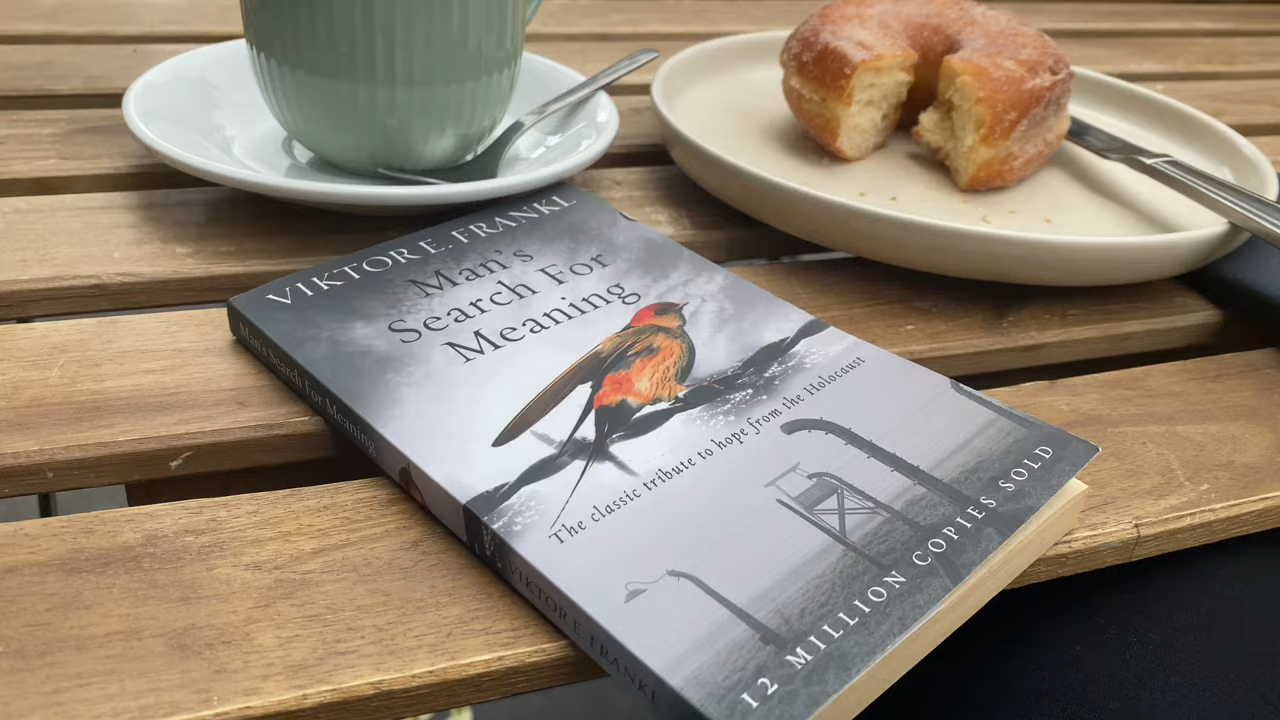 VIKTOR E. FRANKL
Man's
Search For
Meaning
The classic tribute to hope from the Holocaust
12 MILLION COPIES SOLD
Man's Search For Meaning
VIKTOR E. FRANKL